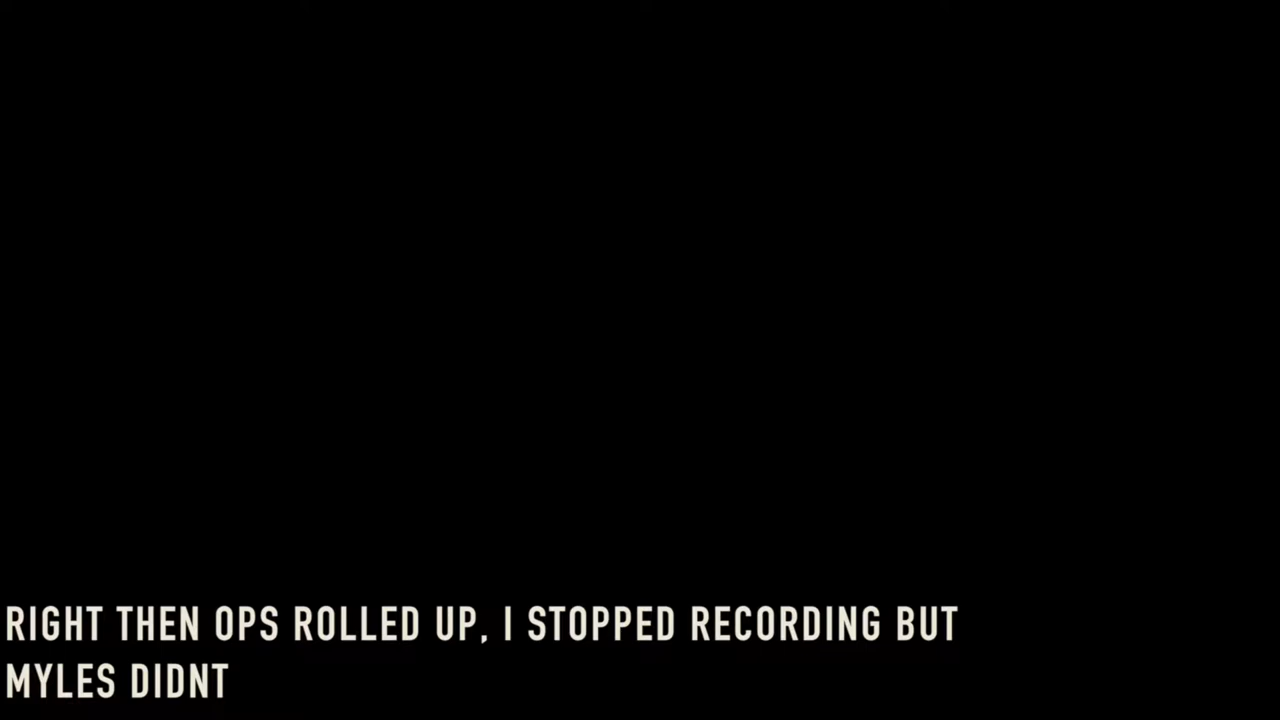 RIGHT THEN OPS ROLLED UP, I STOPPED RECORDING BUT
MYLES DIDNT